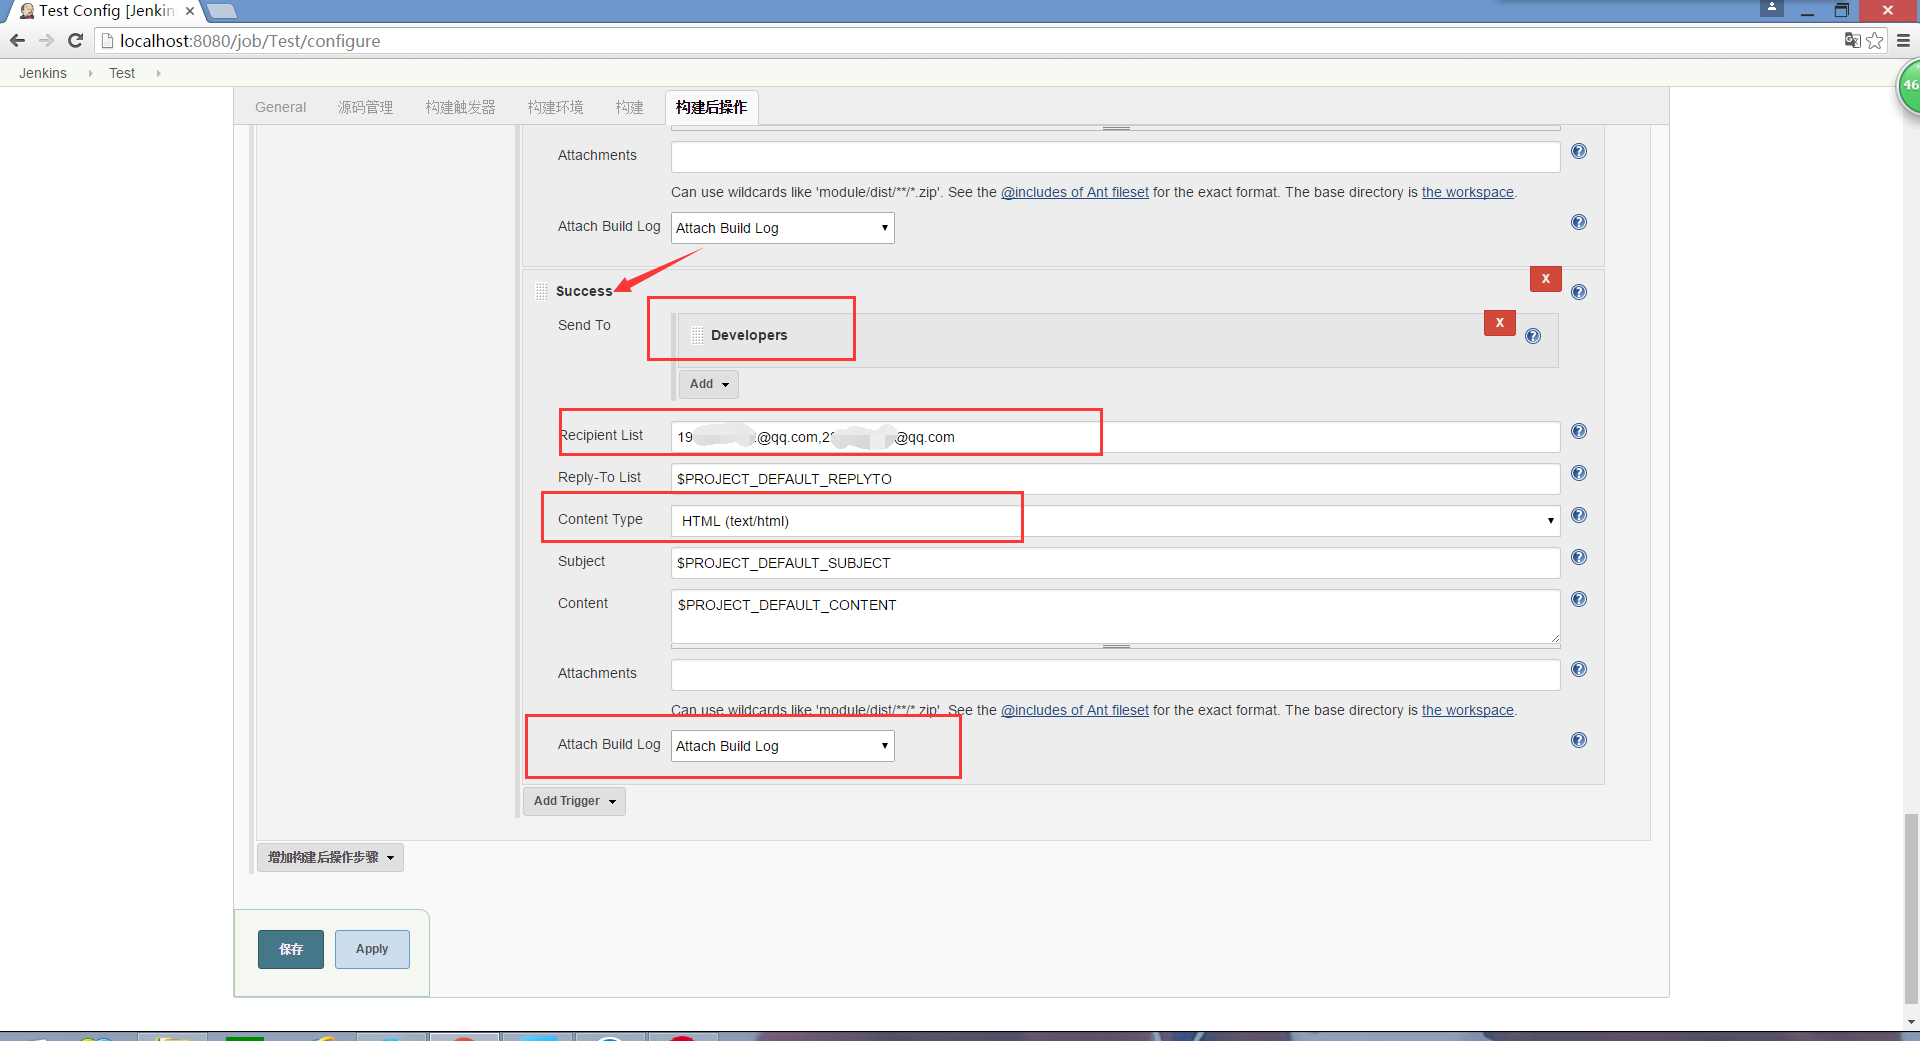 Test Config [Jenkin
localhost:8080/job/Test/configure
Jenkins Test
46
General 源码管理 构建触发器 构建环境 构建 构建后操作
Attachments
Can use wildcards like 'module/dist/**/*.zip'. See the @includes of Ant fileset for the exact format. The base directory is the workspace.
Attach Build Log Attach Build Log
Success X
Send To Developers X
Add
Recipient List 19 @qq.com,2 @qq.com
Reply-To List $PROJECT_DEFAULT_REPLYTO
Content Type HTML (text/html)
Subject $PROJECT_DEFAULT_SUBJECT
Content $PROJECT_DEFAULT_CONTENT
Attachments
Can use wildcards like 'module/dist/**/*.zip'. See the @includes of Ant fileset for the exact format. The base directory is the workspace.
Attach Build Log Attach Build Log
Add Trigger
增加构建后操作步骤
保存 Apply